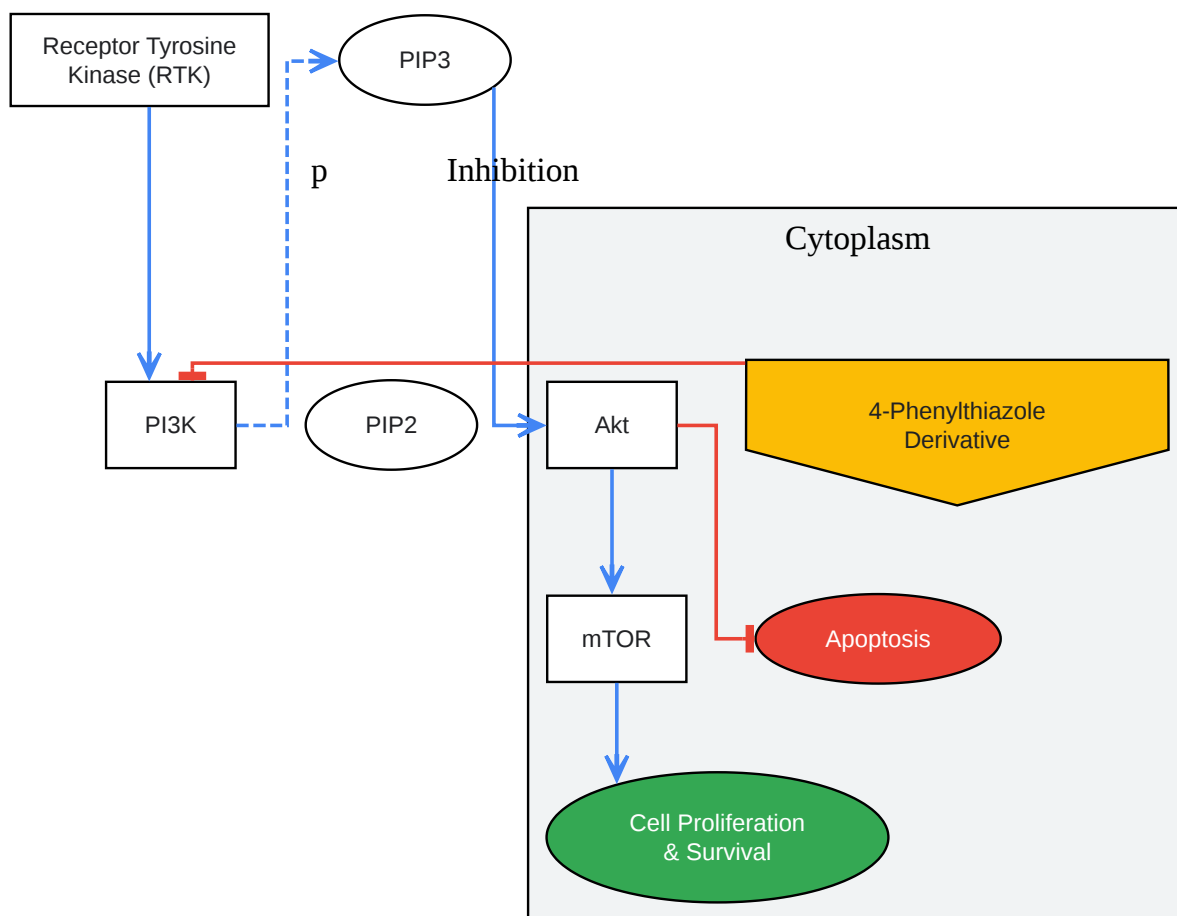 Receptor Tyrosine
Kinase (RTK)
PIP3
p
Inhibition
Cytoplasm
PI3K
PIP2
Akt
4-Phenylthiazole
Derivative
mTOR
Apoptosis
Cell Proliferation
& Survival